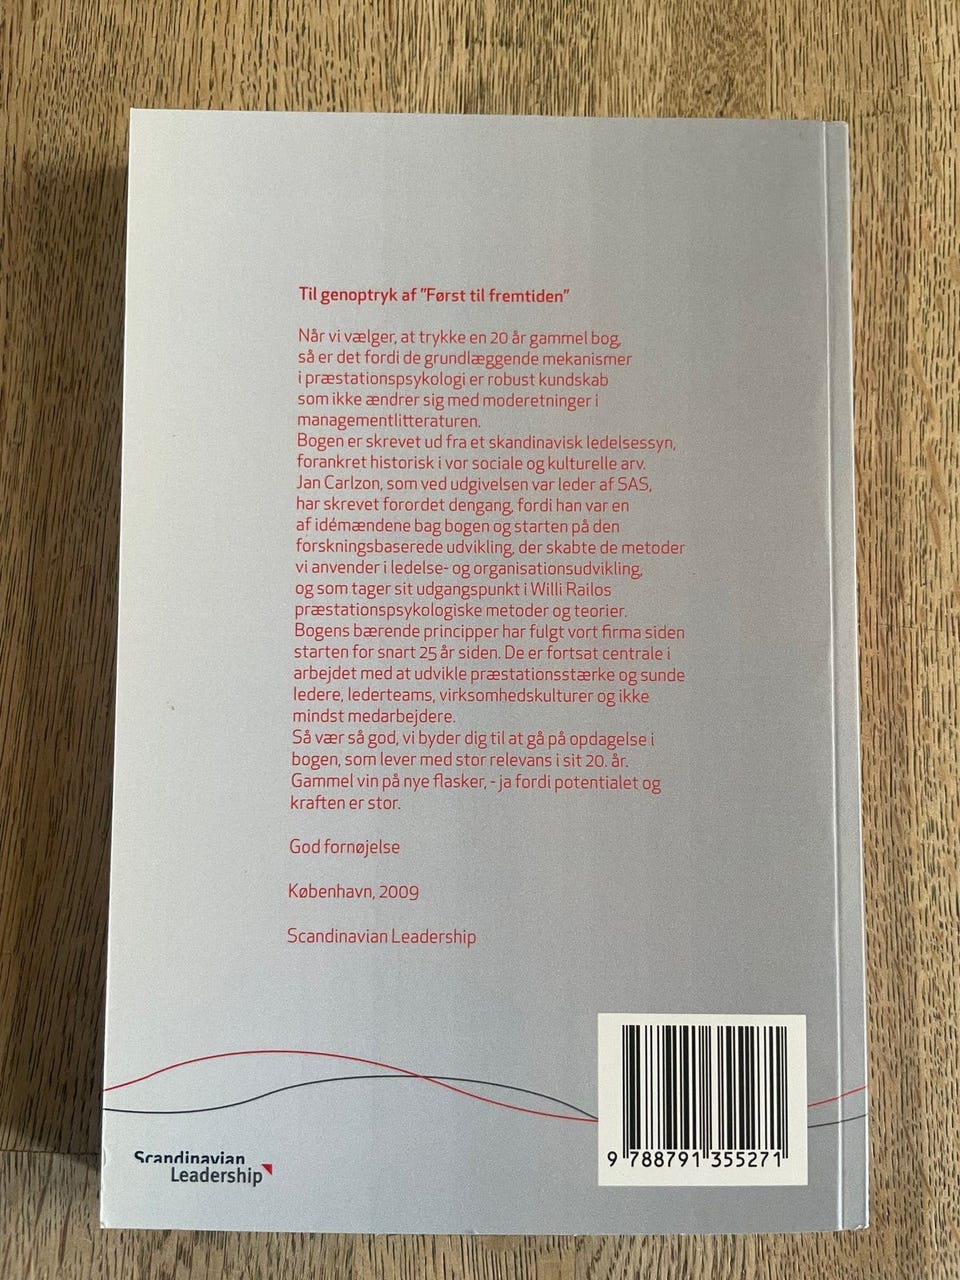 Til genoptryk af "Først til fremtiden"
Når vi vælger, at trykke en 20 år gammel bog,
så er det fordi de grundlæggende mekanismer
i præstationspsykologi er robust kundskab
som ikke ændrer sig med moderetninger i
managementlitteraturen.
Bogen er skrevet ud fra et skandinavisk ledelsessyn,
forankret historisk i vor sociale og kulturelle arv.
Jan Carlzon, som ved udgivelsen var leder af SAS,
har skrevet forordet dengang, fordi han var en
af idémændene bag bogen og starten på den
forskningsbaserede udvikling, der skabte de metoder
vi anvender i ledelse- og organisationsudvikling,
og som tager sit udgangspunkt i Willi Railos
præstationspsykologiske metoder og teorier.
Bogens bærende principper har fulgt vort firma siden
starten for snart 25 år siden. De er fortsat centrale i
arbejdet med at udvikle præstationsstærke og sunde
ledere, lederteams, virksomhedskulturer og ikke
mindst medarbejdere.
Så vær så god, vi byder dig til at gå på opdagelse i
bogen, som lever med stor relevans i sit 20. år.
Gammel vin på nye flasker, - ja fordi potentialet og
kraften er stor.
God fornøjelse
København, 2009
Scandinavian Leadership
Scandinavian
Leadership
9 788791 355271